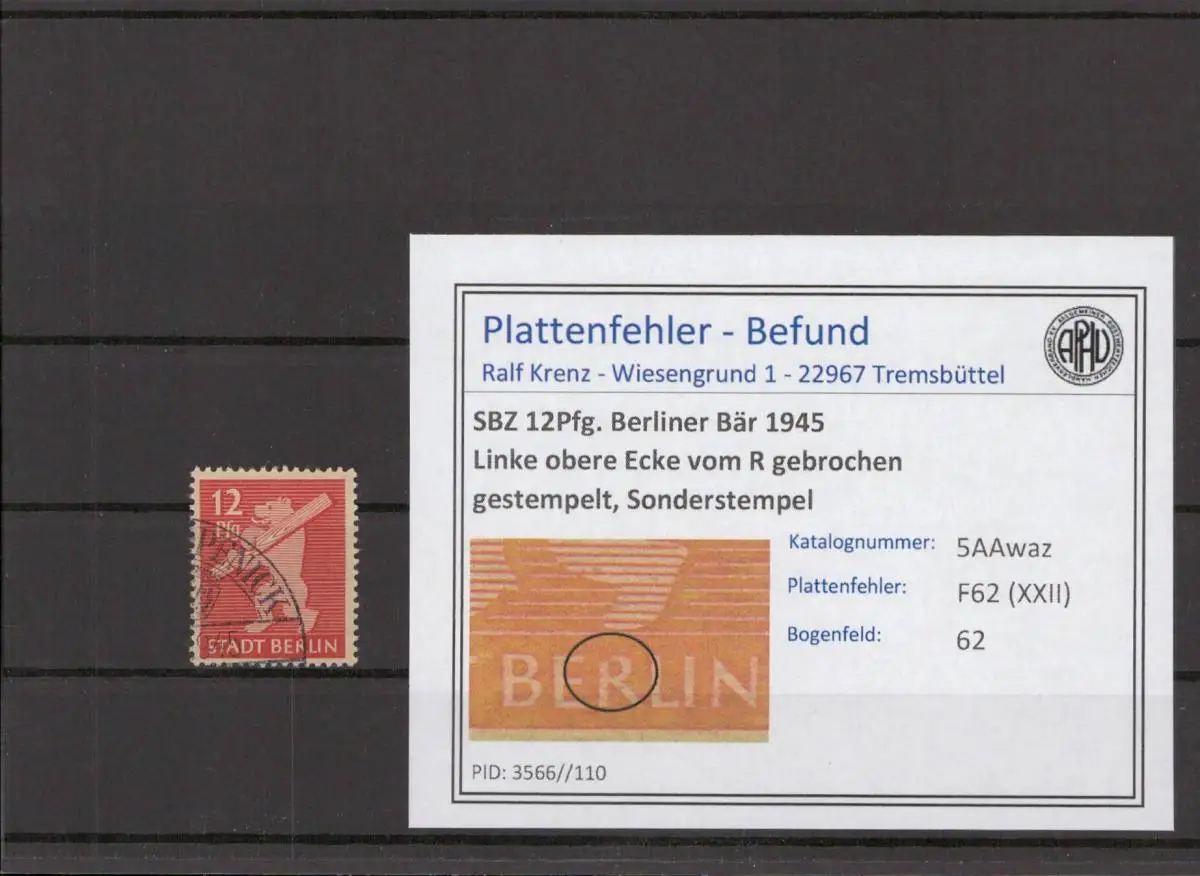 12
Pfg
STADT BERLIN
Plattenfehler - Befund
Ralf Krenz - Wiesengrund 1 - 22967 Tremsbüttel
APHV
SBZ 12Pfg. Berliner Bär 1945
Linke obere Ecke vom R gebrochen
gestempelt, Sonderstempel
BERLIN
Katalognummer: 5AAwaz
Plattenfehler: F62 (XXII)
Bogenfeld: 62
PID: 3566//110